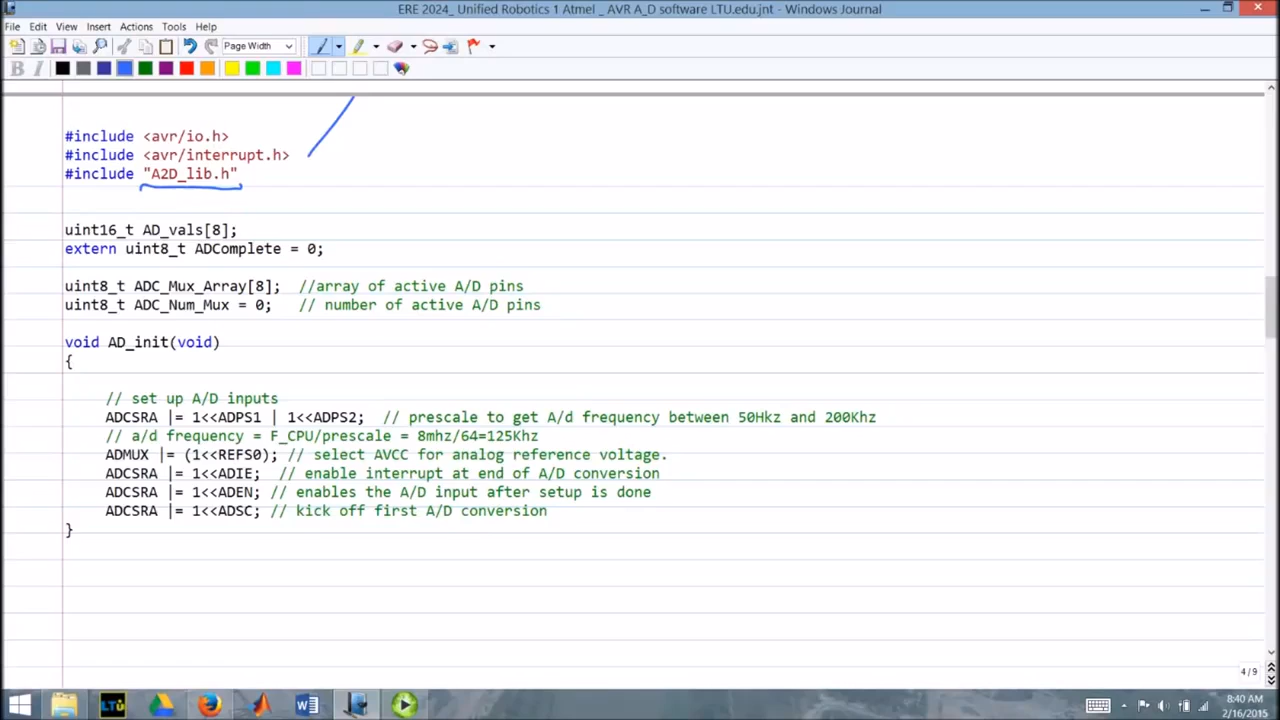 ERE 2024_ Unified Robotics 1 Atmel _ AVR A_D software LTU.edu.jnt - Windows Journal
File Edit View Insert Actions Tools Help
Page Width
B I
#include <avr/io.h>
#include <avr/interrupt.h>
#include "A2D_lib.h"
uint16_t AD_vals[8];
extern uint8_t ADComplete = 0;
uint8_t ADC_Mux_Array[8]; //array of active A/D pins
uint8_t ADC_Num_Mux = 0; // number of active A/D pins
void AD_init(void)
{
// set up A/D inputs
ADCSRA |= 1<<ADPS1 | 1<<ADPS2; // prescale to get A/d frequency between 50Hkz and 200Khz
// a/d frequency = F_CPU/prescale = 8mhz/64=125Khz
ADMUX |= (1<<REFS0); // select AVCC for analog reference voltage.
ADCSRA |= 1<<ADIE; // enable interrupt at end of A/D conversion
ADCSRA |= 1<<ADEN; // enables the A/D input after setup is done
ADCSRA |= 1<<ADSC; // kick off first A/D conversion
}
4/9
LTU
8:40 AM
2/16/2015